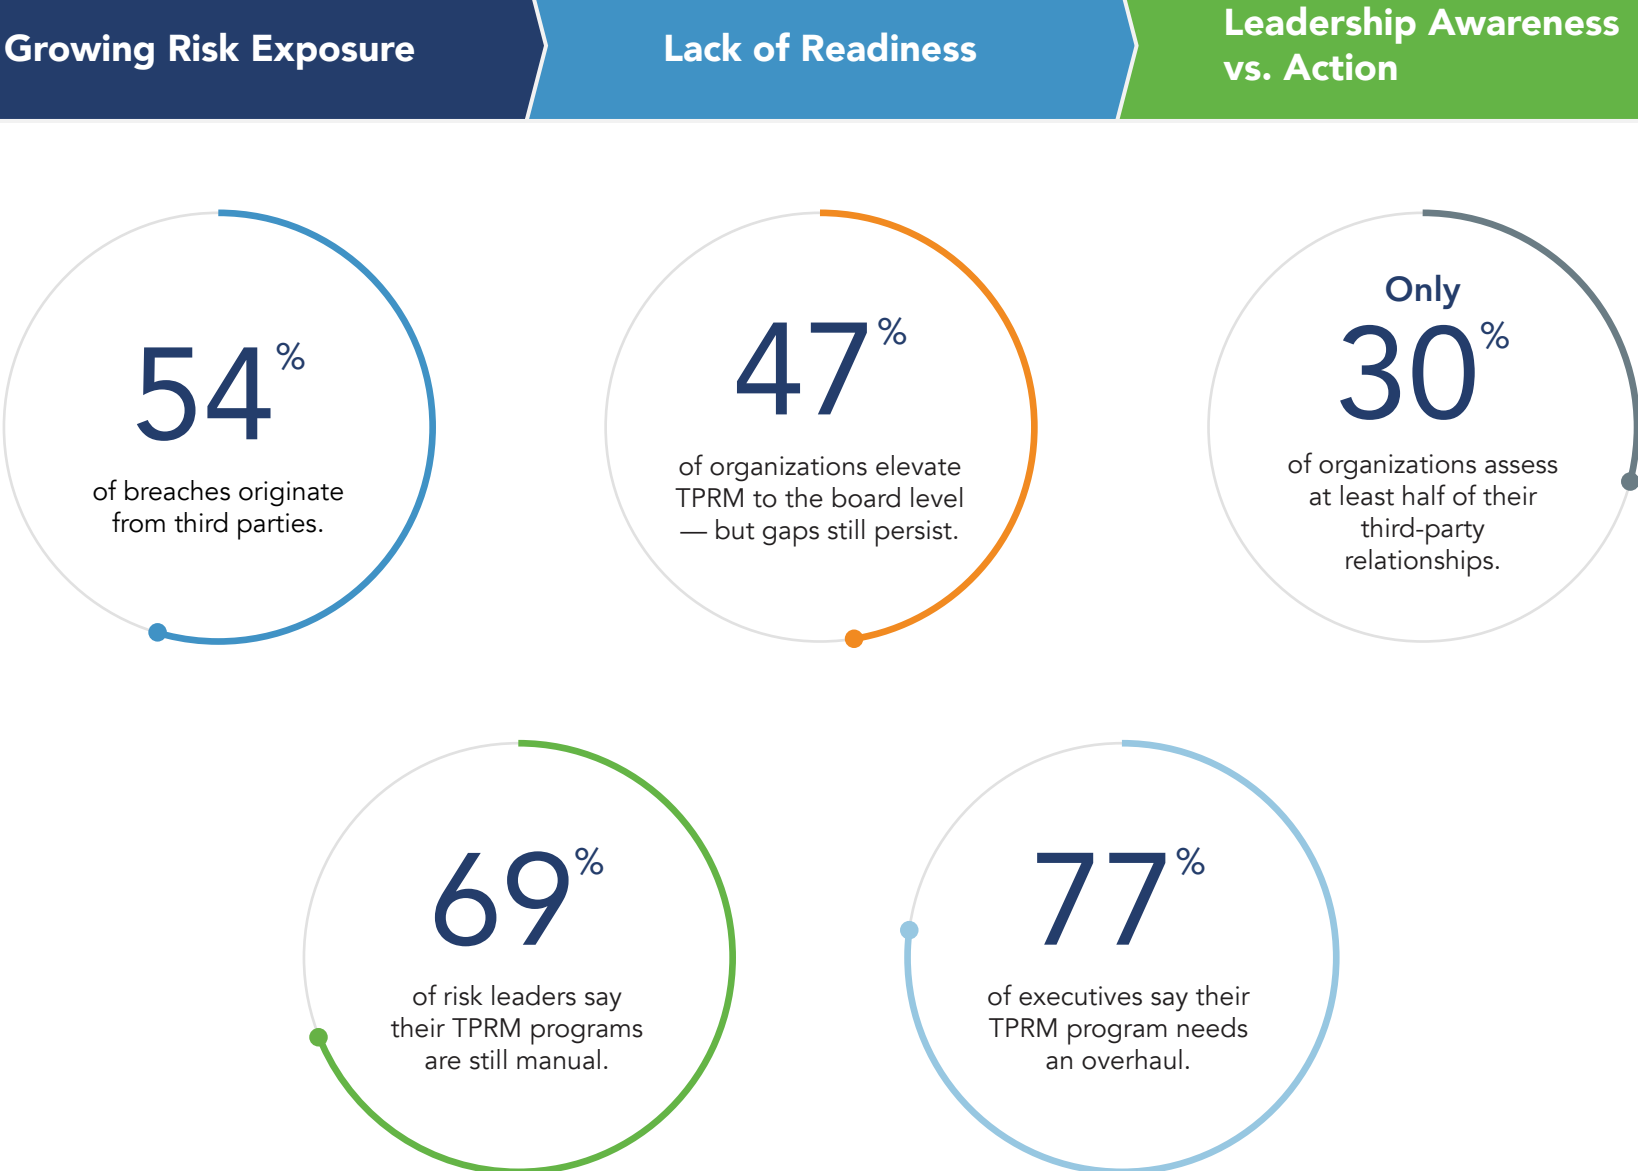 Growing Risk Exposure
Lack of Readiness
Leadership Awareness
vs. Action
54%
of breaches originate
from third parties.
47%
of organizations elevate
TPRM to the board level
— but gaps still persist.
Only
30%
of organizations assess
at least half of their
third-party
relationships.
69%
of risk leaders say
their TPRM programs
are still manual.
77%
of executives say their
TPRM program needs
an overhaul.